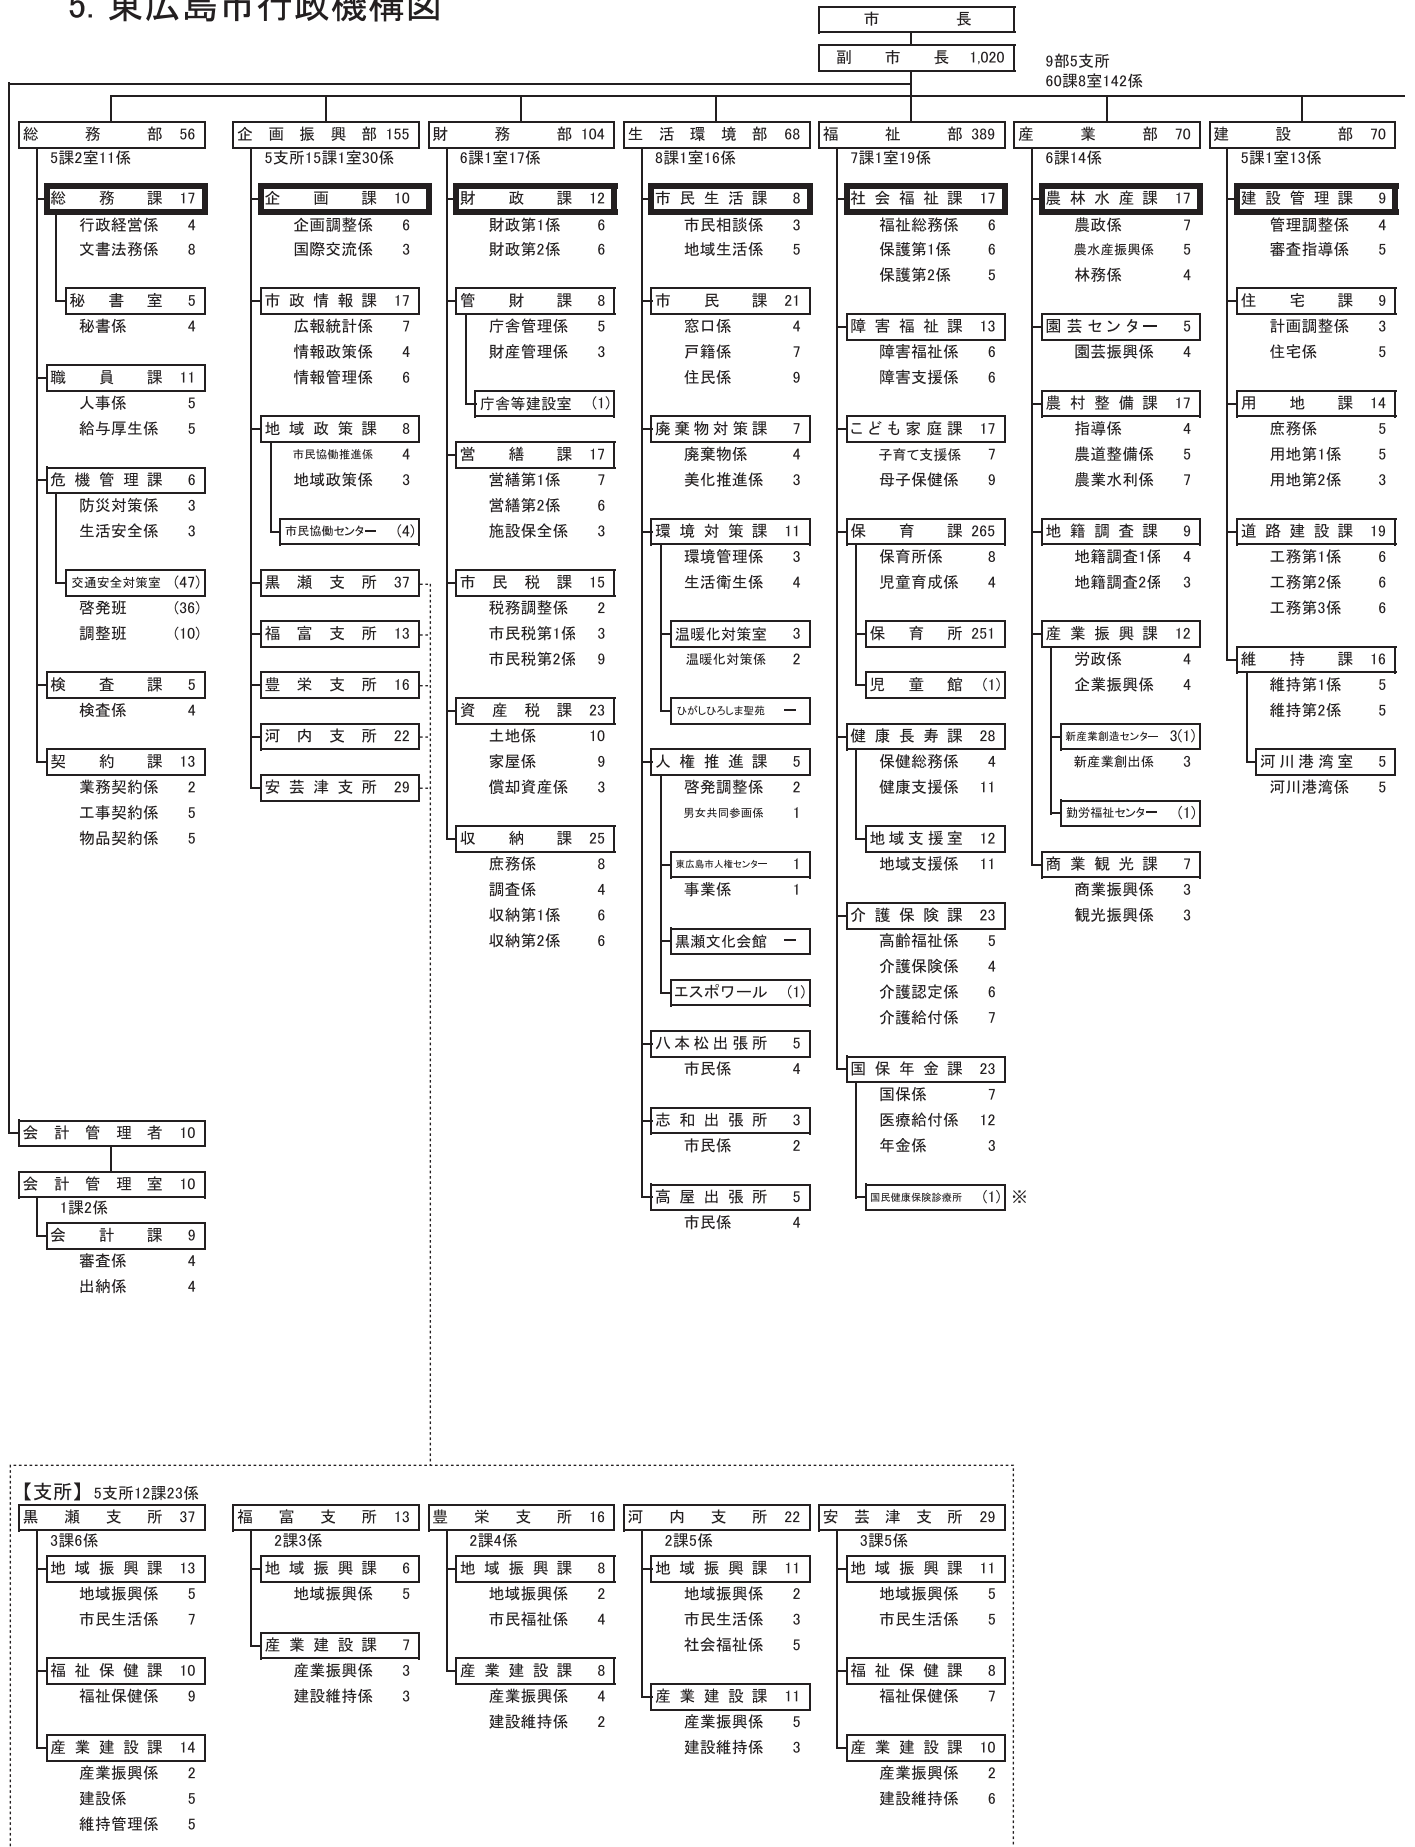 5. 東広島市行政機構図
市長
副市長 1,020
9部5支所
60課8室142係
総務部 56
5課2室11係
総務課 17
行政経営係 4
文書法務係 8
秘書室 5
秘書係 4
職員課 11
人事係 5
給与厚生係 5
危機管理課 6
防災対策係 3
生活安全係 3
交通安全対策室 (47)
啓発班 (36)
調整班 (10)
検査課 5
検査係 4
契約課 13
業務契約係 2
工事契約係 5
物品契約係 5
会計管理者 10
会計管理室 10
1課2係
会計課 9
審査係 4
出納係 4
企画振興部 155
5支所15課1室30係
企画課 10
企画調整係 6
国際交流係 3
市政情報課 17
広報統計係 7
情報政策係 4
情報管理係 6
地域政策課 8
市民協働推進係 4
地域政策係 3
市民協働センター (4)
黒瀬支所 37
福富支所 13
豊栄支所 16
河内支所 22
安芸津支所 29
財務部 104
6課1室17係
財政課 12
財政第1係 6
財政第2係 6
管財課 8
庁舎管理係 5
財産管理係 3
庁舎等建設室 (1)
営繕課 17
営繕第1係 7
営繕第2係 6
施設保全係 3
市民税課 15
税務調整係 2
市民税第1係 3
市民税第2係 9
資産税課 23
土地係 10
家屋係 9
償却資産係 3
収納課 25
庶務係 8
調査係 4
収納第1係 6
収納第2係 6
生活環境部 68
8課1室16係
市民生活課 8
市民相談係 3
地域生活係 5
市民課 21
窓口係 4
戸籍係 7
住民係 9
廃棄物対策課 7
廃棄物係 4
美化推進係 3
環境対策課 11
環境管理係 3
生活衛生係 4
温暖化対策室 3
温暖化対策係 2
ひがしひろしま聖苑 ー
人権推進課 5
啓発調整係 2
男女共同参画係 1
東広島市人権センター 1
事業係 1
黒瀬文化会館 ー
エスポワール (1)
八本松出張所 5
市民係 4
志和出張所 3
市民係 2
高屋出張所 5
市民係 4
福祉部 389
7課1室19係
社会福祉課 17
福祉総務係 6
保護第1係 6
保護第2係 5
障害福祉課 13
障害福祉係 6
障害支援係 6
こども家庭課 17
子育て支援係 7
母子保健係 9
保育課 265
保育所係 8
児童育成係 4
保育所 251
児童館 (1)
健康長寿課 28
保健総務係 4
健康支援係 11
地域支援室 12
地域支援係 11
介護保険課 23
高齢福祉係 5
介護保険係 4
介護認定係 6
介護給付係 7
国保年金課 23
国保係 7
医療給付係 12
年金係 3
国民健康保険診療所 (1) ※
産業部 70
6課14係
農林水産課 17
農政係 7
農水産振興係 5
林務係 4
園芸センター 5
園芸振興係 4
農村整備課 17
指導係 4
農道整備係 5
農業水利係 7
地籍調査課 9
地籍調査1係 4
地籍調査2係 3
産業振興課 12
労政係 4
企業振興係 4
新産業創造センター 3(1)
新産業創出係 3
勤労福祉センター (1)
商業観光課 7
商業振興係 3
観光振興係 3
建設部 70
5課1室13係
建設管理課 9
管理調整係 4
審査指導係 5
住宅課 9
計画調整係 3
住宅係 5
用地課 14
庶務係 5
用地第1係 5
用地第2係 3
道路建設課 19
工務第1係 6
工務第2係 6
工務第3係 6
維持課 16
維持第1係 5
維持第2係 5
河川港湾室 5
河川港湾係 5
【支所】 5支所12課23係
黒瀬支所 37
3課6係
地域振興課 13
地域振興係 5
市民生活係 7
福祉保健課 10
福祉保健係 9
産業建設課 14
産業振興係 2
建設係 5
維持管理係 5
福富支所 13
2課3係
地域振興課 6
地域振興係 5
産業建設課 7
産業振興係 3
建設維持係 3
豊栄支所 16
2課4係
地域振興課 8
地域振興係 2
市民福祉係 4
産業建設課 8
産業振興係 4
建設維持係 2
河内支所 22
2課5係
地域振興課 11
地域振興係 2
市民生活係 3
社会福祉係 5
産業建設課 11
産業振興係 5
建設維持係 3
安芸津支所 29
3課5係
地域振興課 11
地域振興係 5
市民生活係 5
福祉保健課 8
福祉保健係 7
産業建設課 10
産業振興係 2
建設維持係 6